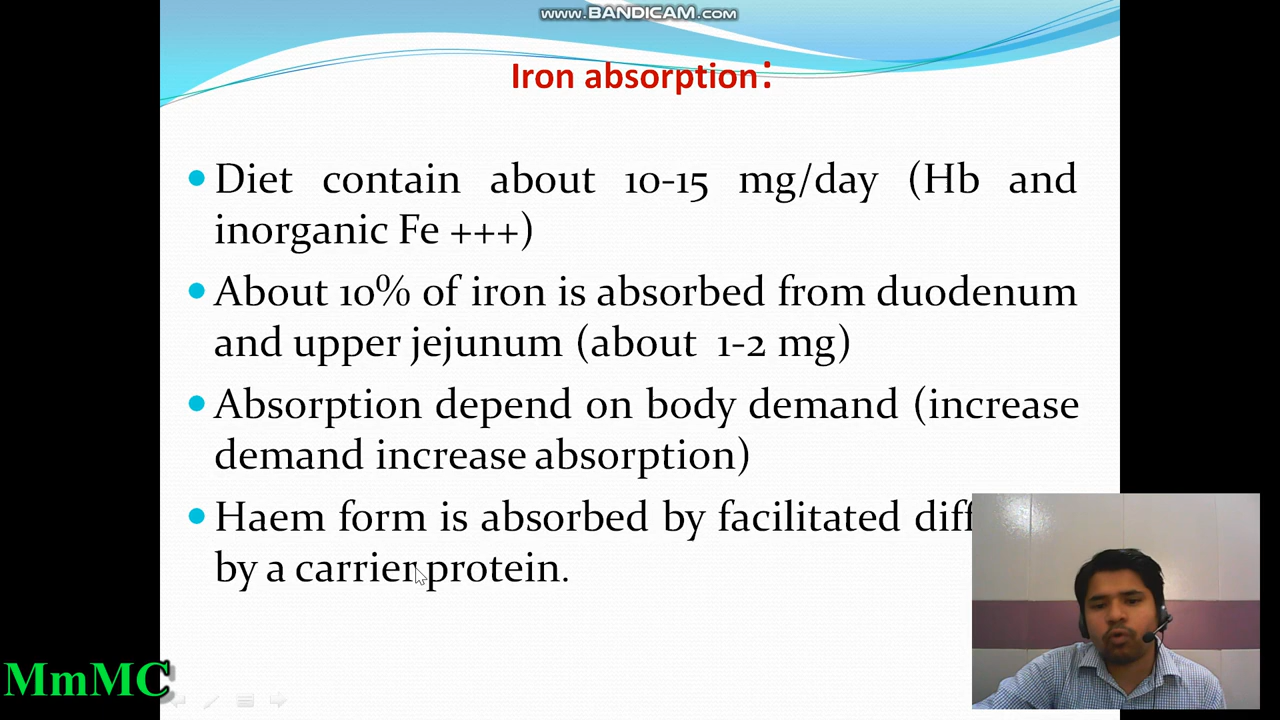 www.BANDICAM.com
Iron absorption:
• Diet contain about 10-15 mg/day (Hb and
inorganic Fe +++)
• About 10% of iron is absorbed from duodenum
and upper jejunum (about 1-2 mg)
• Absorption depend on body demand (increase
demand increase absorption)
• Haem form is absorbed by facilitated
by a carrier protein.
MmMC